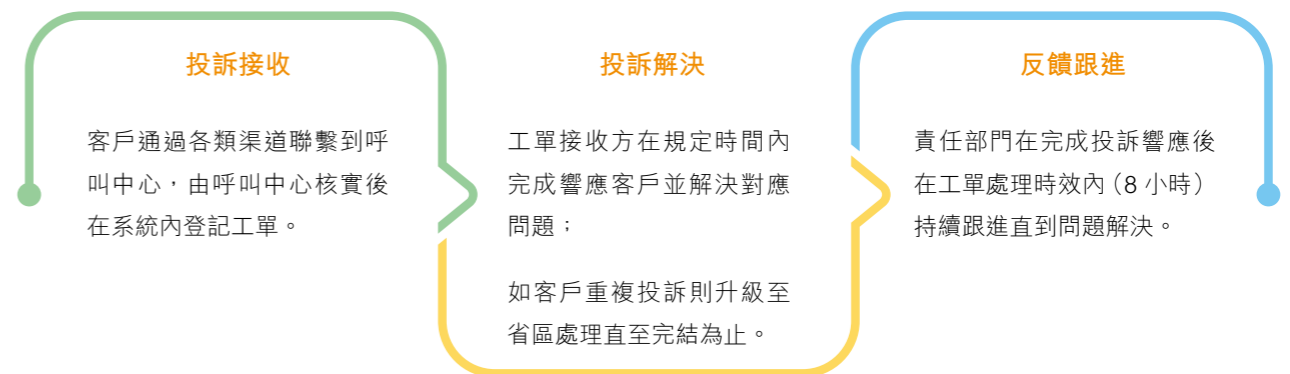 投訴接收
客戶通過各類渠道聯繫到呼
叫中心，由呼叫中心核實後
在系統內登記工單。
投訴解決
工單接收方在規定時間內
完成響應客戶並解決對應
問題；
如客戶重複投訴則升級至
省區處理直至完結為止。
反饋跟進
責任部門在完成投訴響應後
在工單處理時效內（8 小時）
持續跟進直到問題解決。